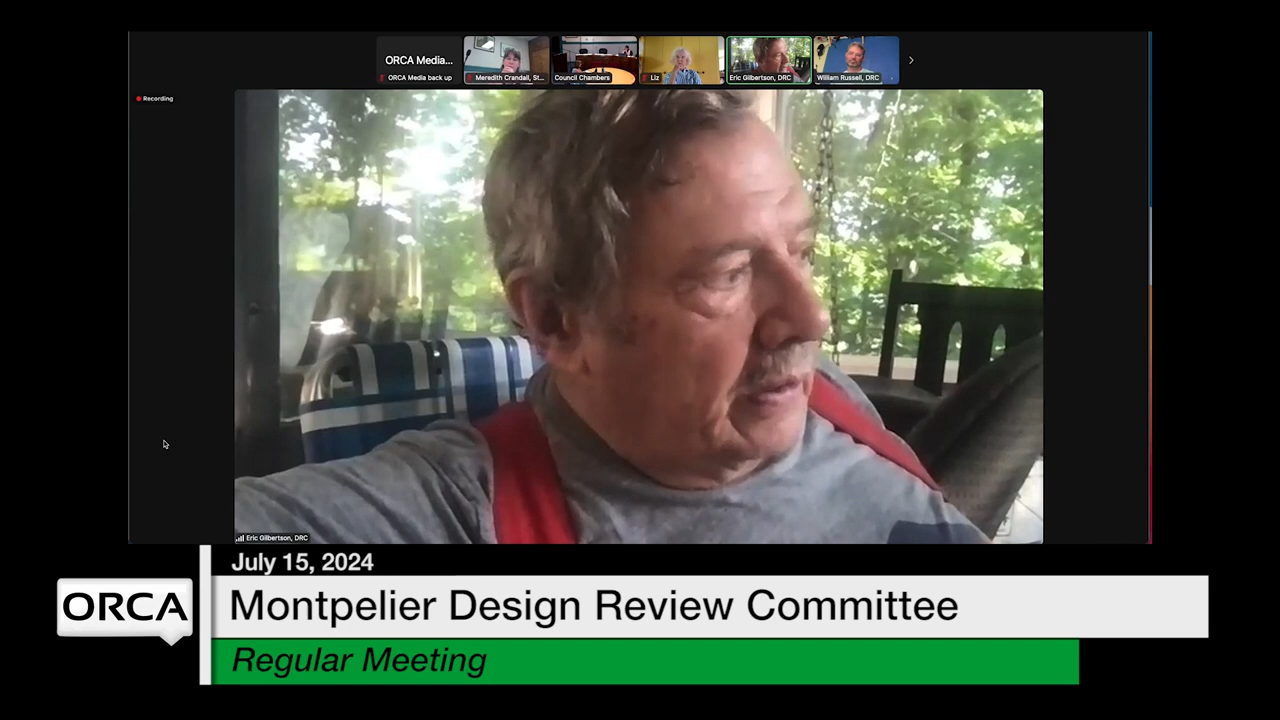 ORCA Media...
ORCA Media back up
Meredith Crandall, St...
Council Chambers
Liz
Eric Gilbertson, DRC
William Russell, DRC
Recording
Eric Gilbertson, DRC
July 15, 2024
ORCA
Montpelier Design Review Committee
Regular Meeting